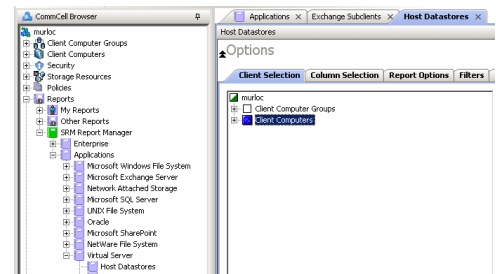 CommCell Browser
murloc
Client Computer Groups
Client Computers
Security
Storage Resources
Policies
Reports
My Reports
Other Reports
SRM Report Manager
Enterprise
Applications
Microsoft Windows File System
Microsoft Exchange Server
Network Attached Storage
Microsoft SQL Server
UNIX File System
Oracle
Microsoft SharePoint
NetWare File System
Virtual Server
Host Datastores
Applications Exchange Subclients Host Datastores
Host Datastores
Options
Client Selection Column Selection Report Options Filters
murloc
Client Computer Groups
Client Computers